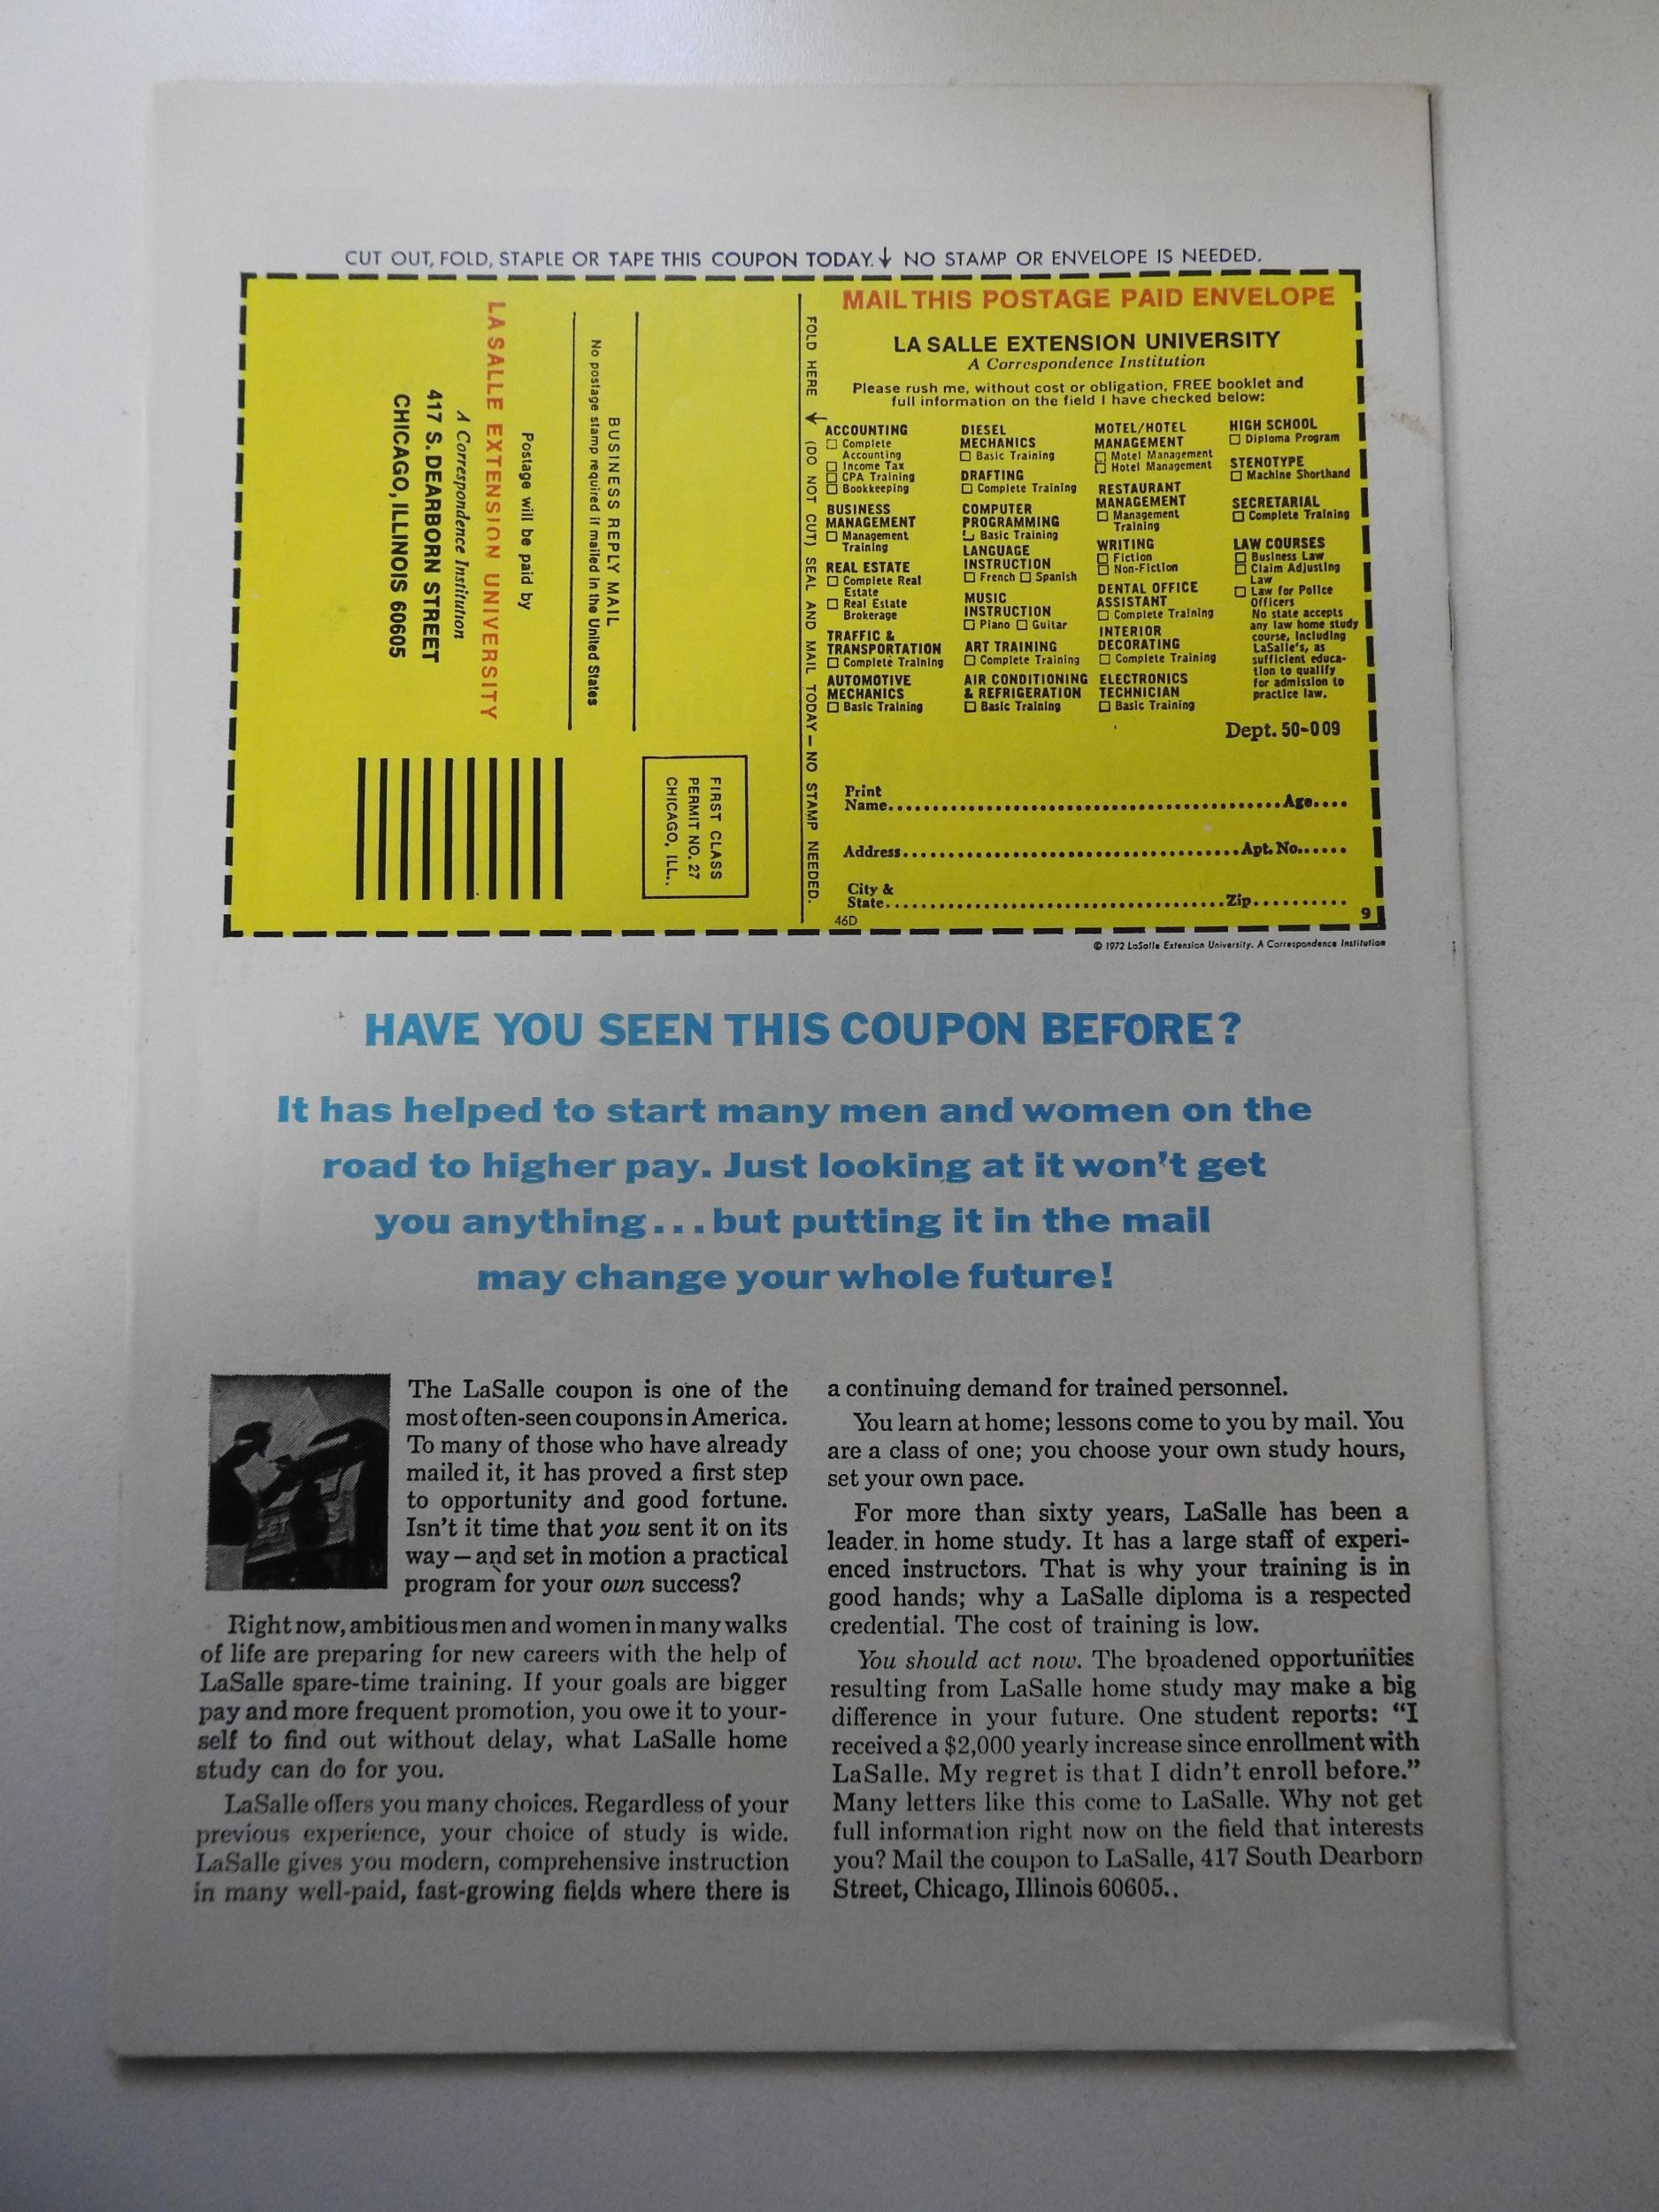 CUT OUT, FOLD, STAPLE OR TAPE THIS COUPON TODAY.↓ NO STAMP OR ENVELOPE IS NEEDED.
LA SALLE EXTENSION UNIVERSITY
A Correspondence Institution
417 S. DEARBORN STREET
CHICAGO, ILLINOIS 60605
Postage will be paid by
BUSINESS REPLY MAIL
No postage stamp required if mailed in the United States
FIRST CLASS
PERMIT NO. 27
CHICAGO, ILL..
FOLD HERE ← (DO NOT CUT) SEAL AND MAIL TODAY — NO STAMP NEEDED.
MAIL THIS POSTAGE PAID ENVELOPE
LA SALLE EXTENSION UNIVERSITY
A Correspondence Institution
Please rush me, without cost or obligation, FREE booklet and
full information on the field I have checked below:
ACCOUNTING
☐ Complete
Accounting
☐ Income Tax
☐ CPA Training
☐ Bookkeeping
BUSINESS
MANAGEMENT
☐ Management
Training
REAL ESTATE
☐ Complete Real
Estate
☐ Real Estate
Brokerage
TRAFFIC &
TRANSPORTATION
☐ Complete Training
AUTOMOTIVE
MECHANICS
☐ Basic Training
DIESEL
MECHANICS
☐ Basic Training
DRAFTING
☐ Complete Training
COMPUTER
PROGRAMMING
☐ Basic Training
LANGUAGE
INSTRUCTION
☐ French ☐ Spanish
MUSIC
INSTRUCTION
☐ Piano ☐ Guitar
ART TRAINING
☐ Complete Training
AIR CONDITIONING
& REFRIGERATION
☐ Basic Training
MOTEL/HOTEL
MANAGEMENT
☐ Motel Management
☐ Hotel Management
RESTAURANT
MANAGEMENT
☐ Management
Training
WRITING
☐ Fiction
☐ Non-Fiction
DENTAL OFFICE
ASSISTANT
☐ Complete Training
INTERIOR
DECORATING
☐ Complete Training
ELECTRONICS
TECHNICIAN
☐ Basic Training
HIGH SCHOOL
☐ Diploma Program
STENOTYPE
☐ Machine Shorthand
SECRETARIAL
☐ Complete Training
LAW COURSES
☐ Business Law
☐ Claim Adjusting
Law
☐ Law for Police
Officers
No state accepts
any law home study
course, including
LaSalle's, as
sufficient educa-
tion to qualify
for admission to
practice law.
Dept. 50-009
Print
Name.......... Age....
Address.......... Apt. No......
City &
State.......... Zip..........
46D
9
© 1972 LaSalle Extension University. A Correspondence Institution
HAVE YOU SEEN THIS COUPON BEFORE?
It has helped to start many men and women on the
road to higher pay. Just looking at it won't get
you anything...but putting it in the mail
may change your whole future!
The LaSalle coupon is one of the
most often-seen coupons in America.
To many of those who have already
mailed it, it has proved a first step
to opportunity and good fortune.
Isn't it time that you sent it on its
way — and set in motion a practical
program for your own success?
Right now, ambitious men and women in many walks
of life are preparing for new careers with the help of
LaSalle spare-time training. If your goals are bigger
pay and more frequent promotion, you owe it to your-
self to find out without delay, what LaSalle home
study can do for you.
LaSalle offers you many choices. Regardless of your
previous experience, your choice of study is wide.
LaSalle gives you modern, comprehensive instruction
in many well-paid, fast-growing fields where there is
a continuing demand for trained personnel.
You learn at home; lessons come to you by mail. You
are a class of one; you choose your own study hours,
set your own pace.
For more than sixty years, LaSalle has been a
leader in home study. It has a large staff of experi-
enced instructors. That is why your training is in
good hands; why a LaSalle diploma is a respected
credential. The cost of training is low.
You should act now. The broadened opportunities
resulting from LaSalle home study may make a big
difference in your future. One student reports: "I
received a $2,000 yearly increase since enrollment with
LaSalle. My regret is that I didn't enroll before."
Many letters like this come to LaSalle. Why not get
full information right now on the field that interests
you? Mail the coupon to LaSalle, 417 South Dearborn
Street, Chicago, Illinois 60605..